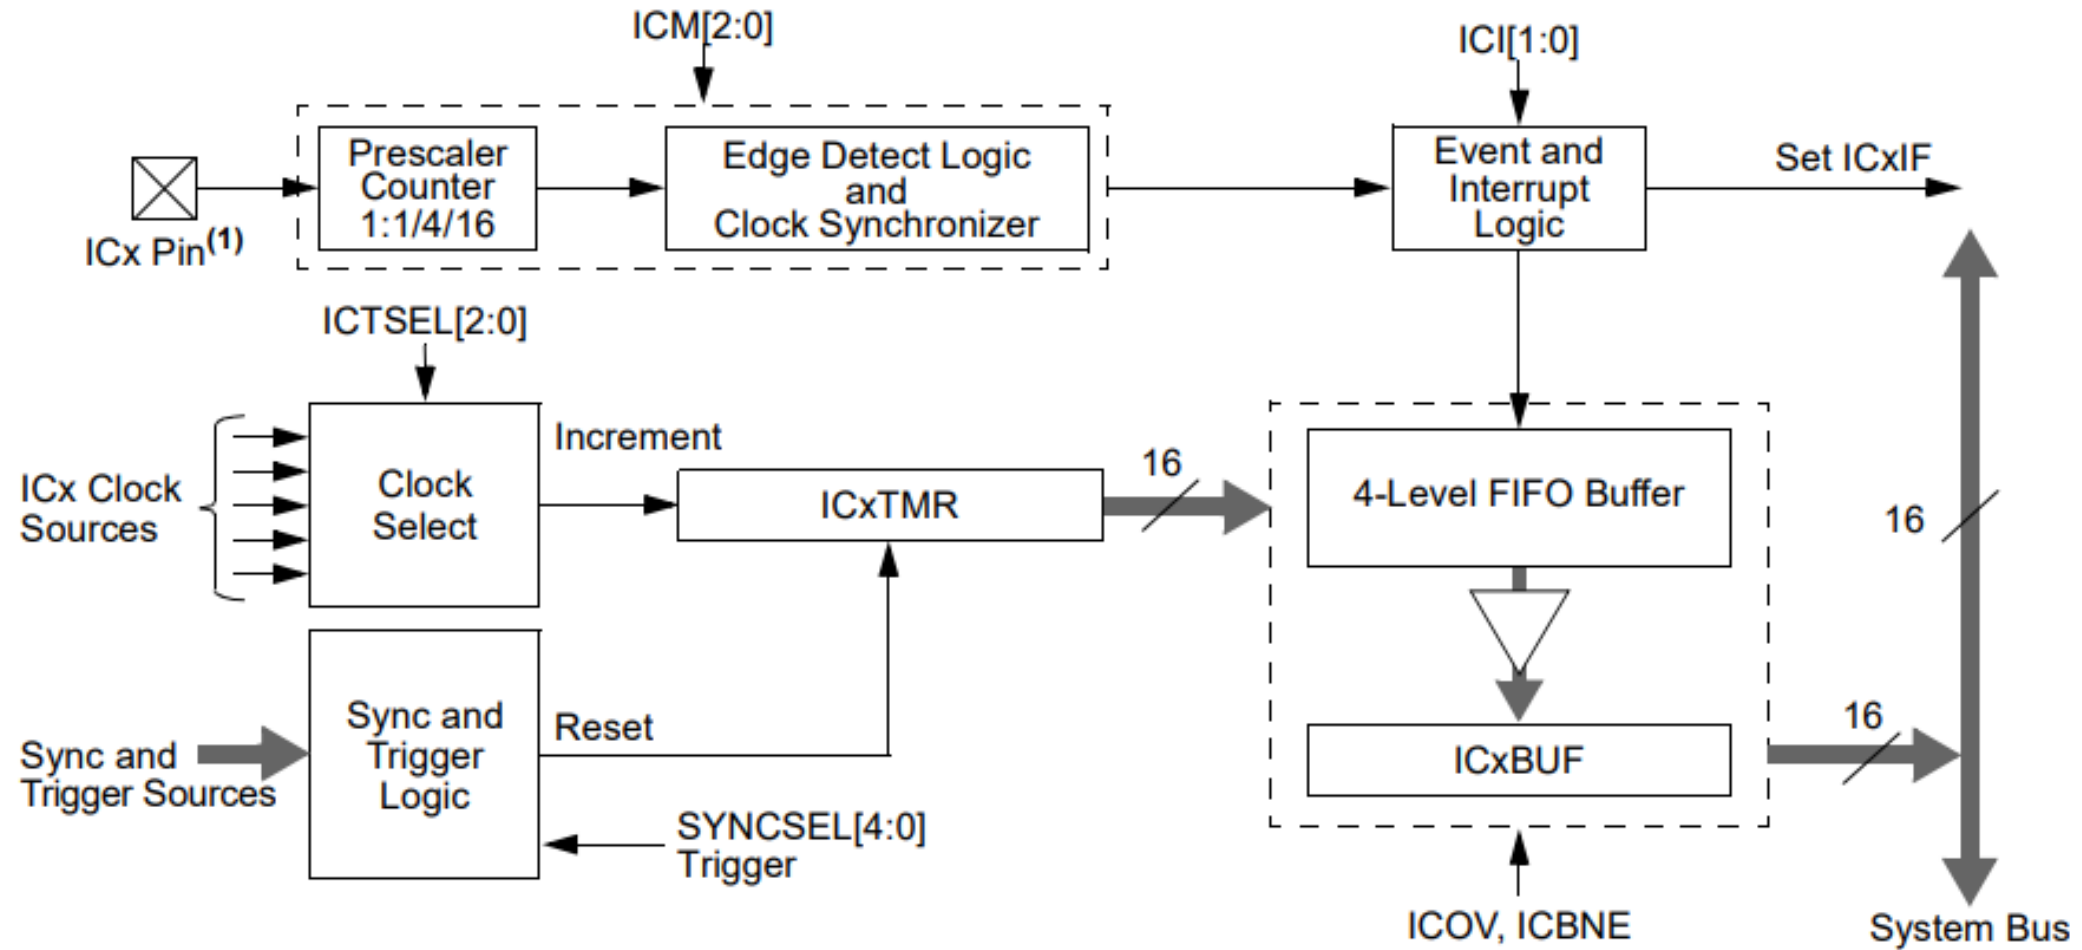 ICM[2:0]
ICI[1:0]
Prescaler
Counter
1:1/4/16
Edge Detect Logic
and
Clock Synchronizer
Event and
Interrupt
Logic
Set ICxIF
ICx Pin(1)
ICTSEL[2:0]
ICx Clock
Sources
Clock
Select
Increment
ICxTMR
16
4-Level FIFO Buffer
16
Sync and
Trigger Sources
Sync and
Trigger
Logic
Reset
SYNCSEL[4:0]
Trigger
ICxBUF
16
ICOV, ICBNE
System Bus